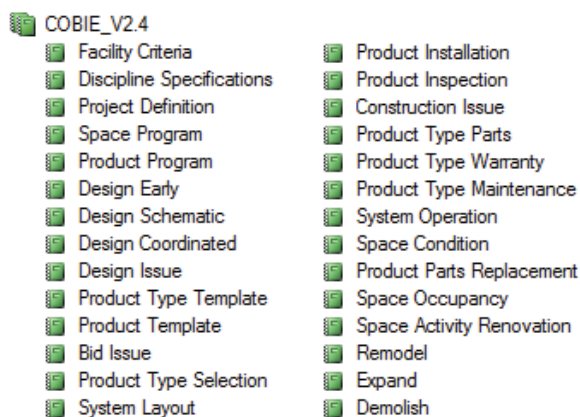 COBIE_V2.4
Facility Criteria
Discipline Specifications
Project Definition
Space Program
Product Program
Design Early
Design Schematic
Design Coordinated
Design Issue
Product Type Template
Product Template
Bid Issue
Product Type Selection
System Layout
Product Installation
Product Inspection
Construction Issue
Product Type Parts
Product Type Warranty
Product Type Maintenance
System Operation
Space Condition
Product Parts Replacement
Space Occupancy
Space Activity Renovation
Remodel
Expand
Demolish